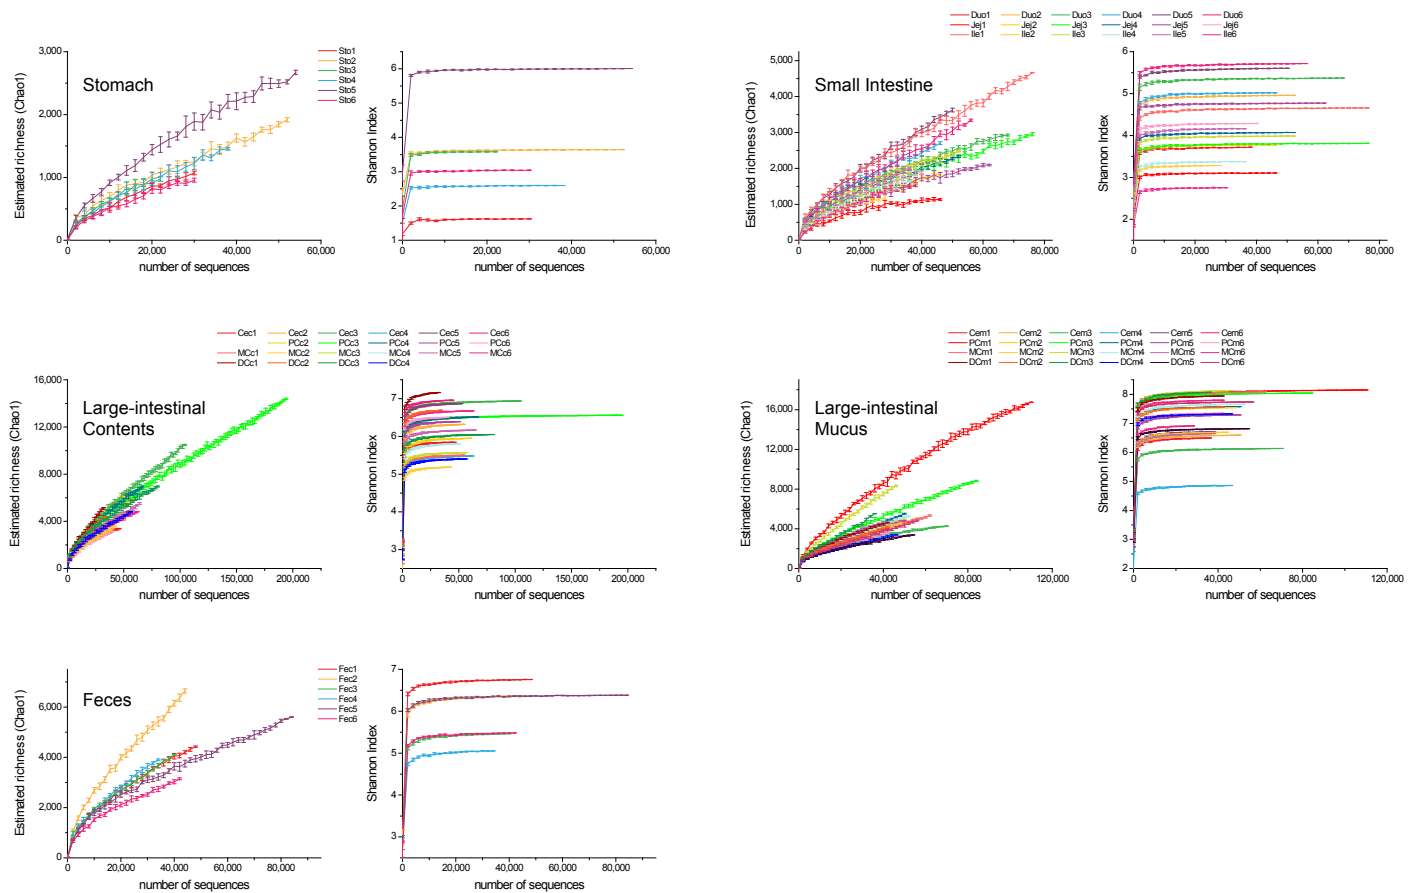 Stomach
Sto1
Sto2
Sto3
Sto4
Sto5
Sto6
3,000
2,000
1,000
0
Estimated richness (Chao1)
0 20,000 40,000 60,000
number of sequences
6
5
4
3
2
1
Shannon Index
0 20,000 40,000 60,000
number of sequences
Duo1 Duo2 Duo3 Duo4 Duo5 Duo6
Jej1 Jej2 Jej3 Jej4 Jej5 Jej6
Ile1 Ile2 Ile3 Ile4 Ile5 Ile6
Small Intestine
5,000
4,000
3,000
2,000
1,000
0
Estimated richness (Chao1)
0 20,000 40,000 60,000 80,000
number of sequences
6
5
4
3
2
Shannon Index
0 20,000 40,000 60,000 80,000
number of sequences
Cec1 Cec2 Cec3 Cec4 Cec5 Cec6
PCc2 PCc3 PCc4 PCc5 PCc6
MCc1 MCc2 MCc3 MCc4 MCc5 MCc6
DCc1 DCc2 DCc3 DCc4
Large-intestinal
Contents
16,000
12,000
8,000
4,000
0
Estimated richness (Chao1)
0 50,000 100,000 150,000 200,000
number of sequences
7
6
5
4
3
Shannon Index
0 50,000 100,000 150,000 200,000
number of sequences
Cem1 Cem2 Cem3 Cem4 Cem5 Cem6
PCm1 PCm2 PCm3 PCm4 PCm5 PCm6
MCm1 MCm2 MCm3 MCm4 MCm5 MCm6
DCm1 DCm2 DCm3 DCm4 DCm5 DCm6
Large-intestinal
Mucus
16,000
12,000
8,000
4,000
0
Estimated richness (Chao1)
0 40,000 80,000 120,000
number of sequences
8
7
6
5
4
3
2
Shannon Index
0 40,000 80,000 120,000
number of sequences
Feces
Fec1
Fec2
Fec3
Fec4
Fec5
Fec6
6,000
4,000
2,000
0
Estimated richness (Chao1)
0 20,000 40,000 60,000 80,000
number of sequences
7
6
5
4
3
Shannon Index
0 20,000 40,000 60,000 80,000
number of sequences